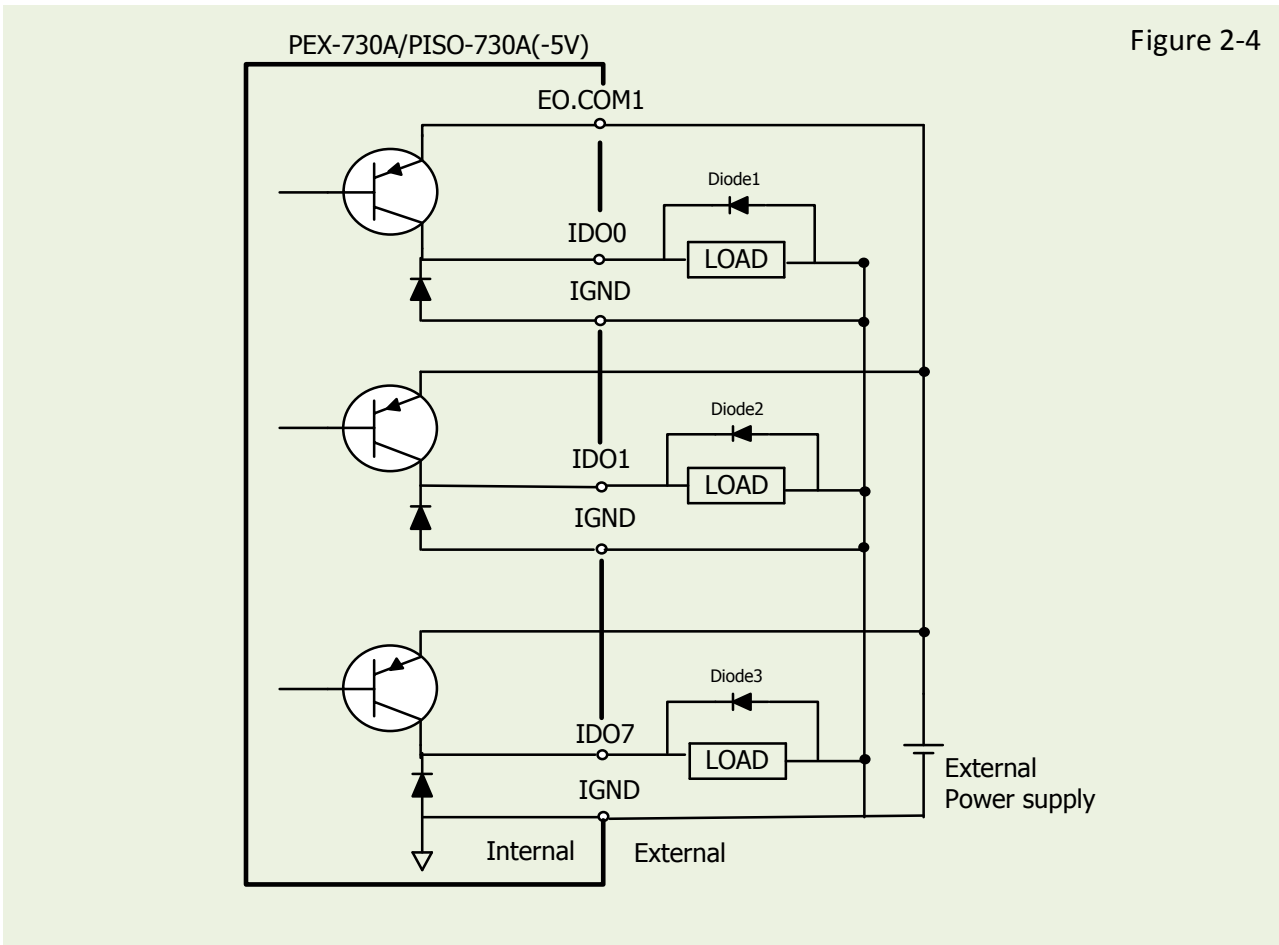 Figure 2-4
PEX-730A/PISO-730A(-5V)
EO.COM1
Diode1
IDO0
LOAD
IGND
Diode2
IDO1
LOAD
IGND
Diode3
IDO7
LOAD
IGND
External
Power supply
Internal
External